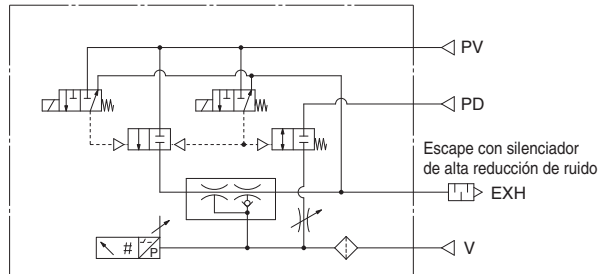 PV
PD
Escape con silenciador
de alta reducción de ruido
EXH
# P
V